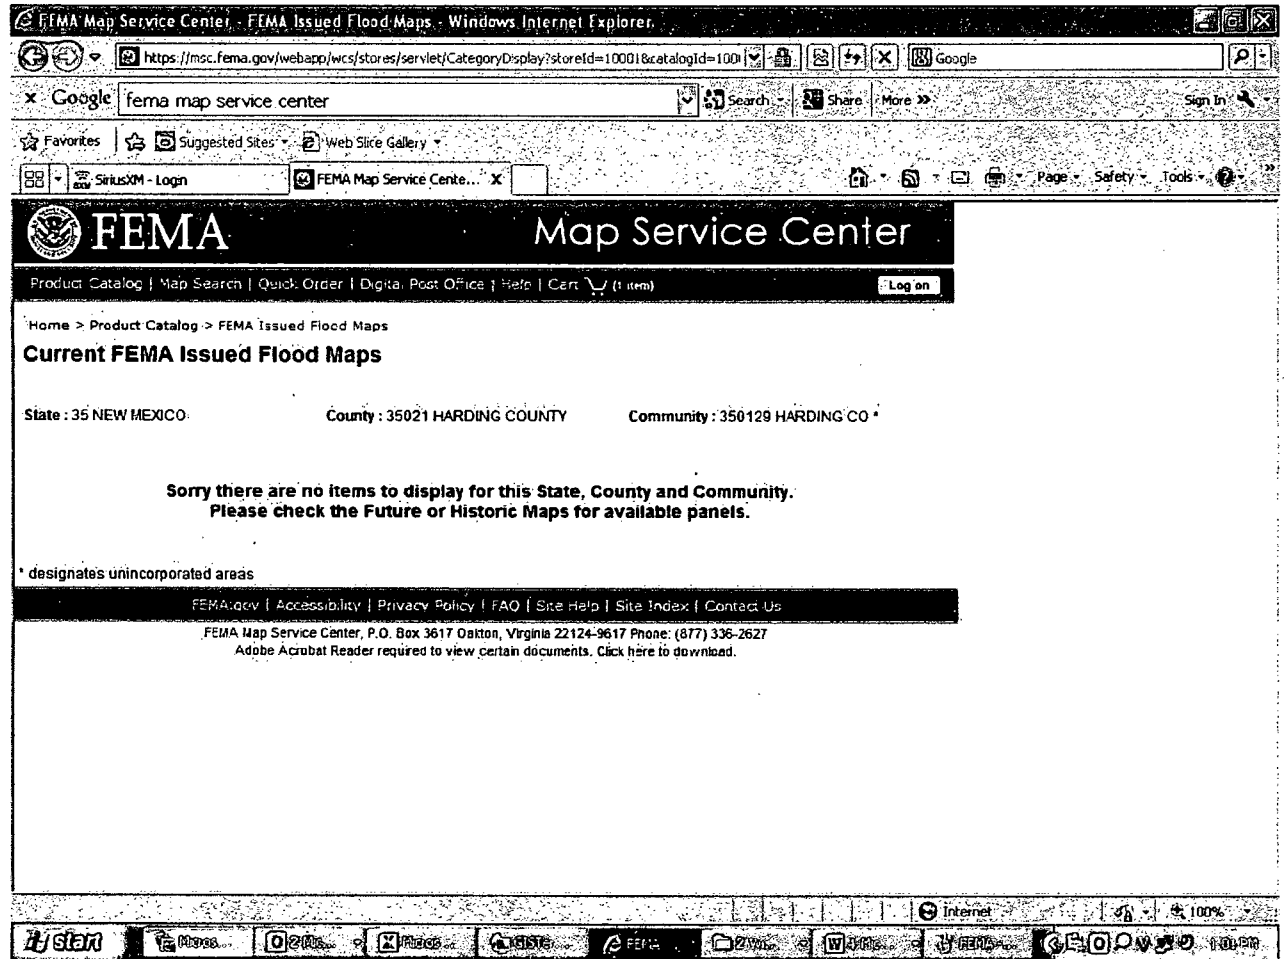 FEMA Map Service Center - FEMA Issued Flood Maps - Windows Internet Explorer
https://msc.fema.gov/webapp/wcs/stores/servlet/CategoryDisplay?storeId=10001&catalogId=1001 Google
x Google fema map service center Search Share More >> Sign In
Favorites Suggested Sites Web Slice Gallery
SiriusXM - Login FEMA Map Service Cente... X Page Safety Tools
FEMA Map Service Center
Product Catalog | Map Search | Quick Order | Digital Post Office | Help | Cart (1 item) Log on
Home > Product Catalog > FEMA Issued Flood Maps
Current FEMA Issued Flood Maps
State : 35 NEW MEXICO County : 35021 HARDING COUNTY Community : 350129 HARDING CO *
Sorry there are no items to display for this State, County and Community.
Please check the Future or Historic Maps for available panels.
* designates unincorporated areas
FEMA.gov | Accessibility | Privacy Policy | FAQ | Site Help | Site Index | Contact Us
FEMA Map Service Center, P.O. Box 3617 Oakton, Virginia 22124-9617 Phone: (877) 336-2627
Adobe Acrobat Reader required to view certain documents. Click here to download.
Internet 100%
start FEMA 1:01 PM